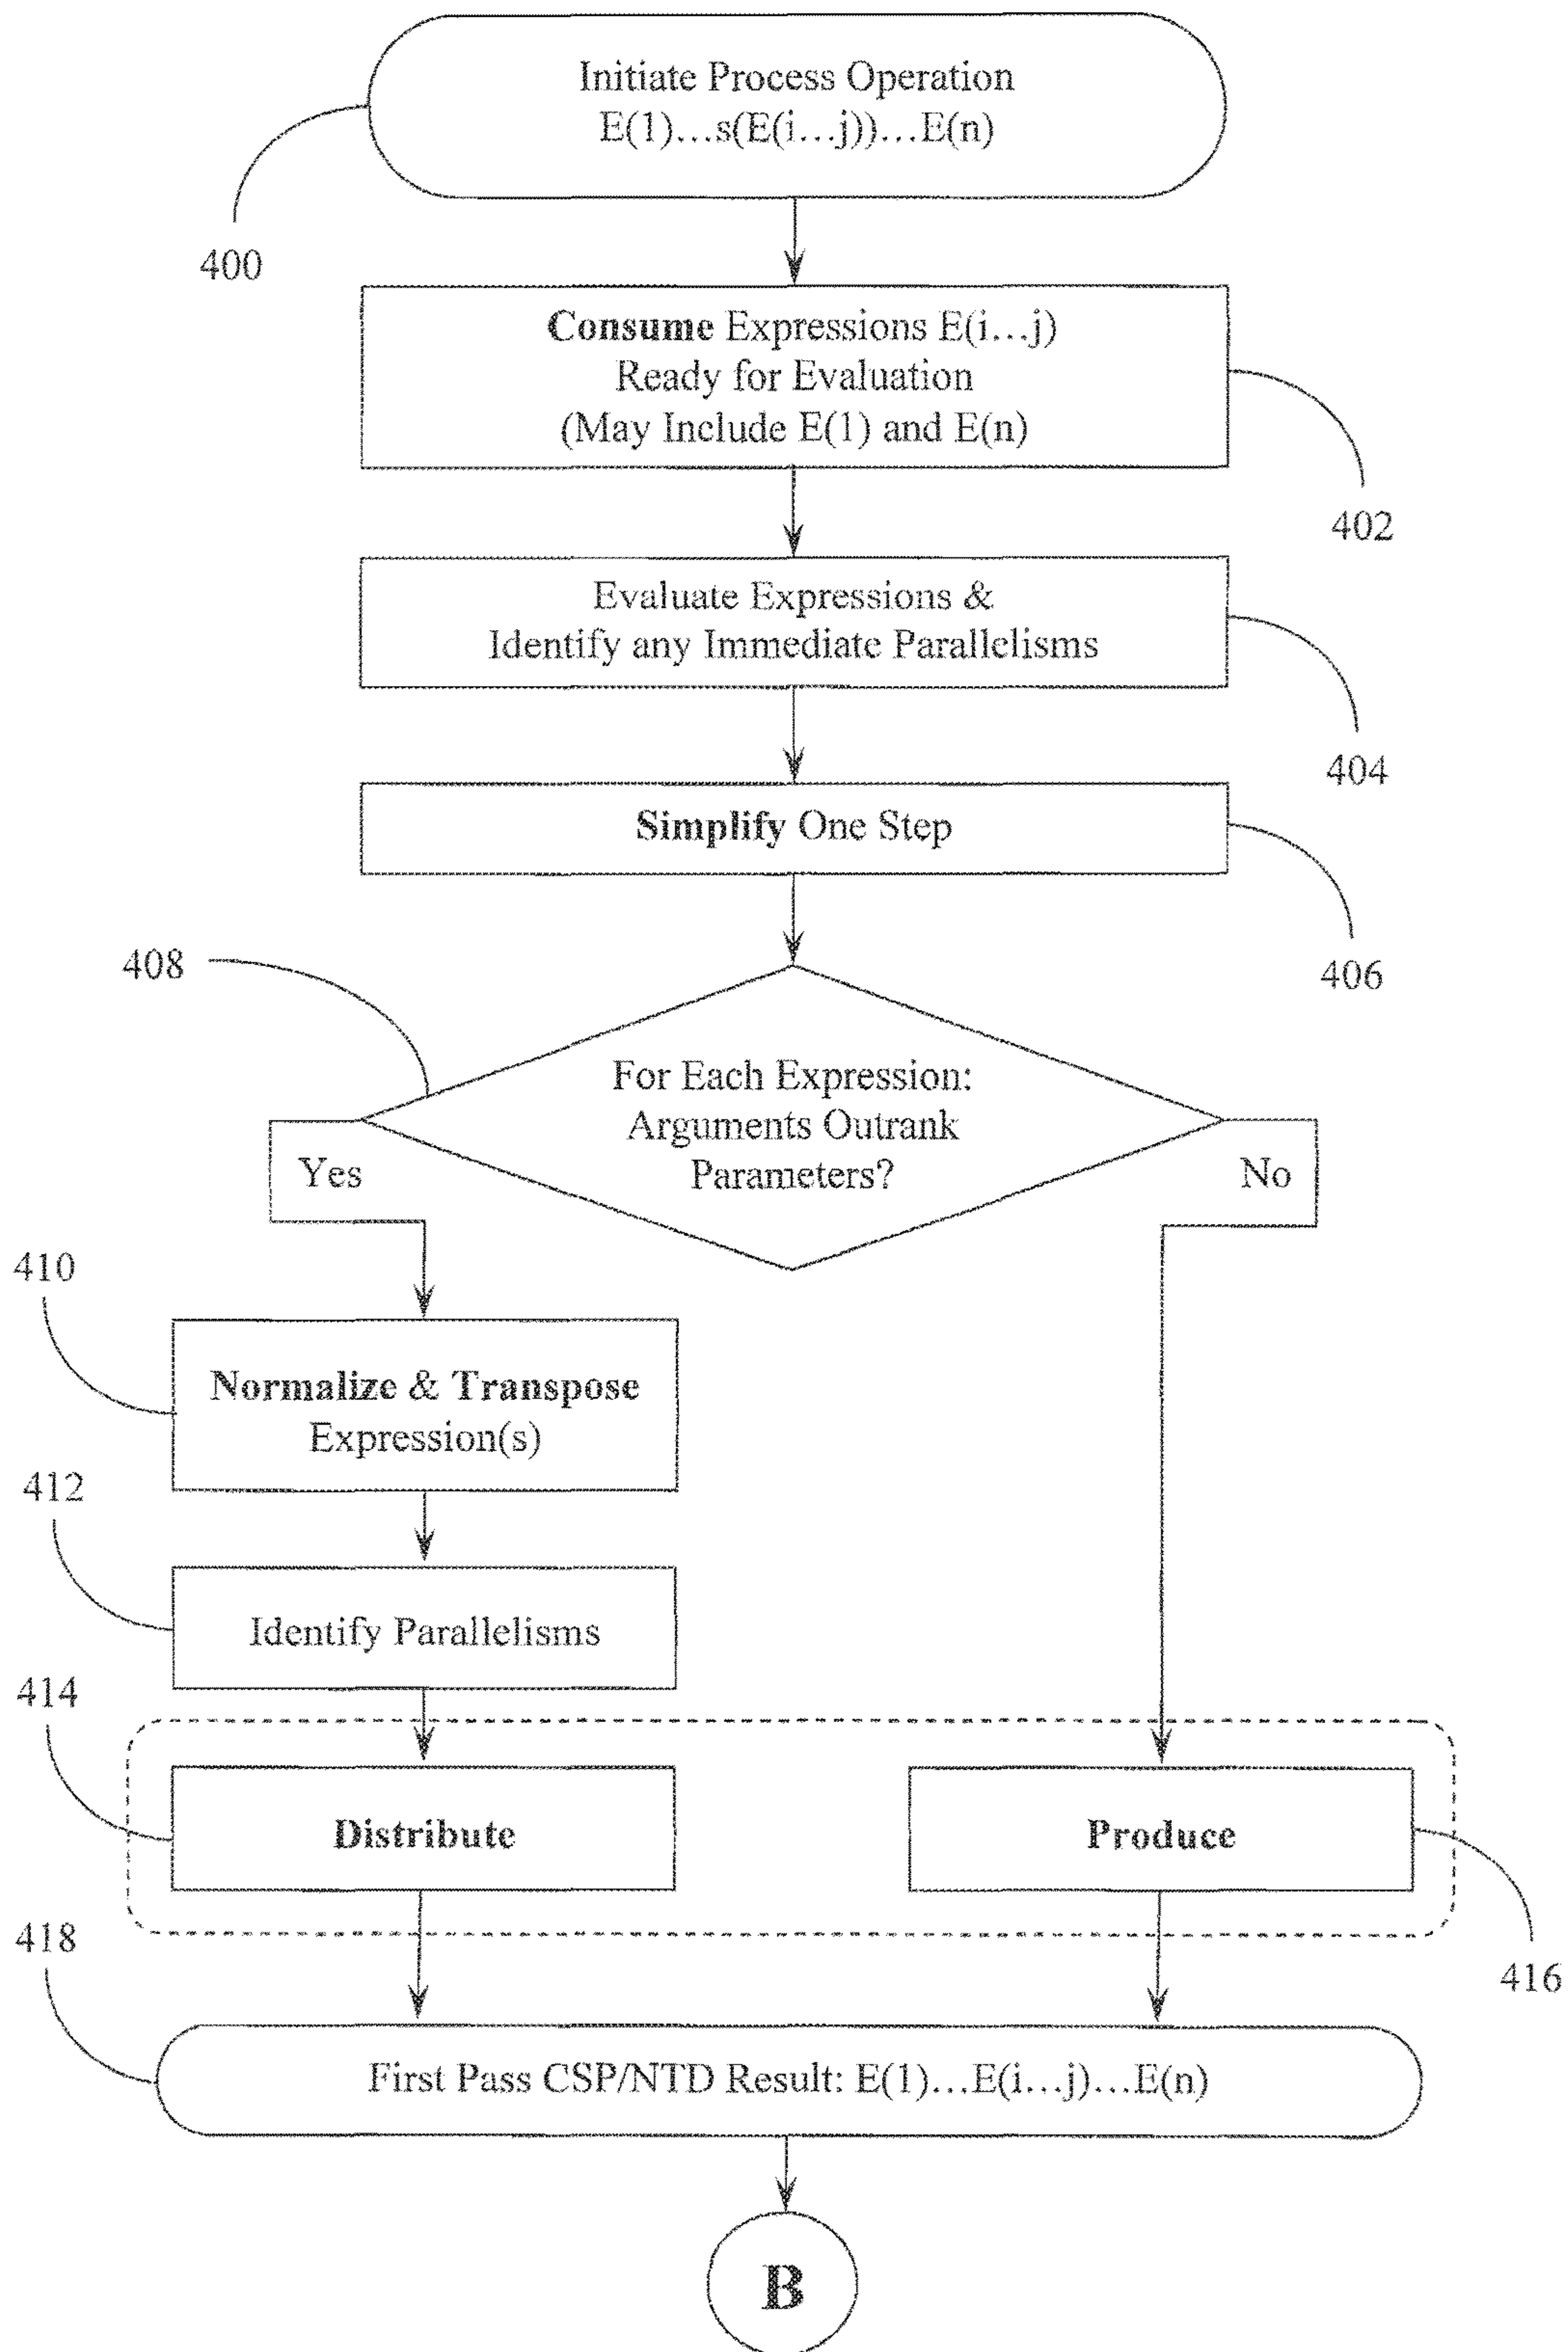 Initiate Process Operation
E(1)...s(E(i...j))...E(n)
400
Consume Expressions E(i...j)
Ready for Evaluation
(May Include E(1) and E(n)
402
Evaluate Expressions &
Identify any Immediate Parallelisms
404
Simplify One Step
406
408
For Each Expression:
Arguments Outrank
Parameters?
Yes
No
410
Normalize & Transpose
Expression(s)
412
Identify Parallelisms
414
Distribute
Produce
416
418
First Pass CSP/NTD Result: E(1)...E(i...j)...E(n)
B